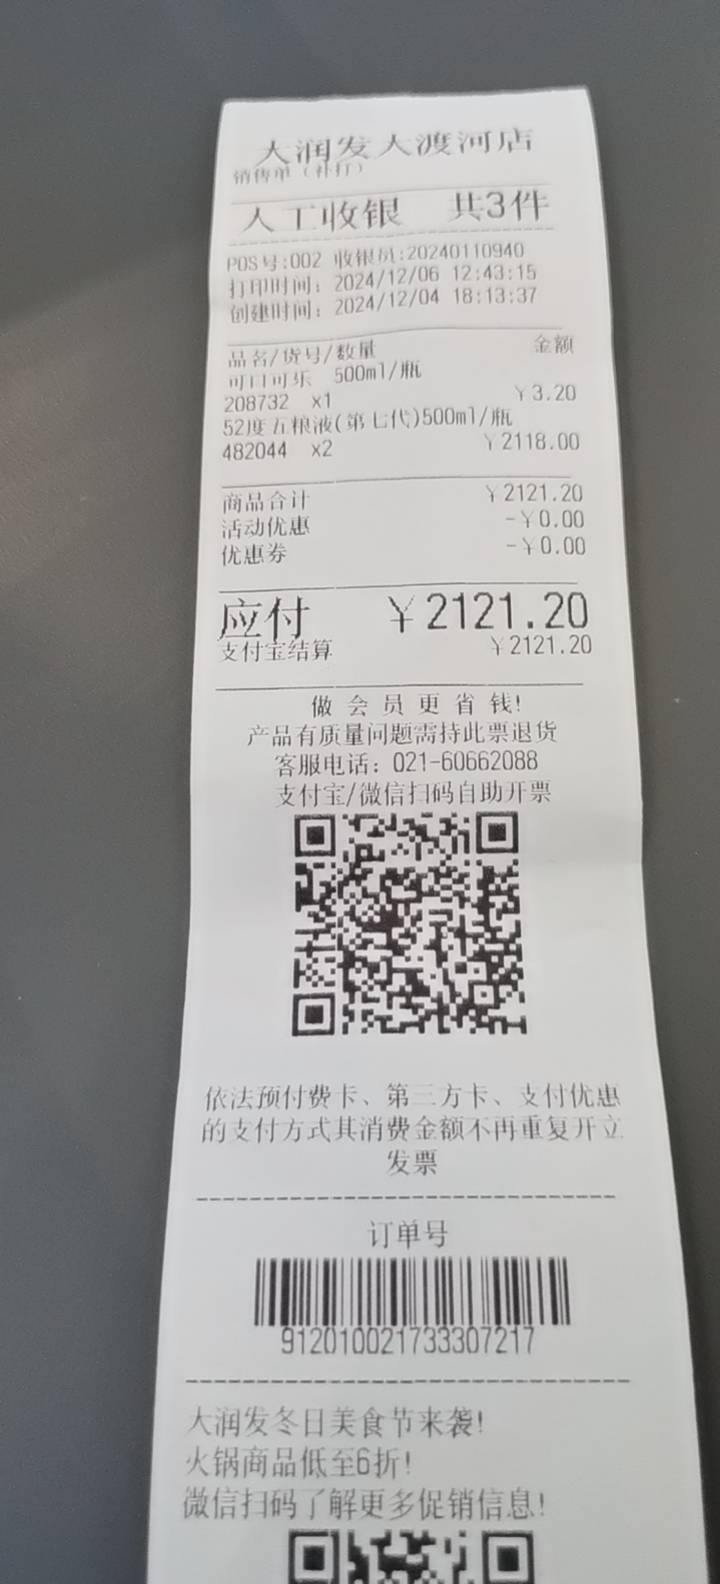 大润发大渡河店
销售单（补打）
人工收银 共3件
POS号:002 收银员:20240110940
打印时间: 2024/12/06 12:43:15
创建时间: 2024/12/04 18:13:37
品名/货号/数量 金额
可口可乐 500ml/瓶
208732 x1 ￥3.20
52度五粮液(第七代)500ml/瓶
482044 x2 ￥2118.00
商品合计 ￥2121.20
活动优惠 -￥0.00
优惠券 -￥0.00
应付 ￥2121.20
支付宝结算 ￥2121.20
做 会 员 更 省 钱!
产品有质量问题需持此票退货
客服电话: 021-60662088
支付宝/微信扫码自助开票
依法预付费卡、第三方卡、支付优惠
的支付方式其消费金额不再重复开立
发票
订单号
912010021733307217
大润发冬日美食节来袭!
火锅商品低至6折!
微信扫码了解更多促销信息!